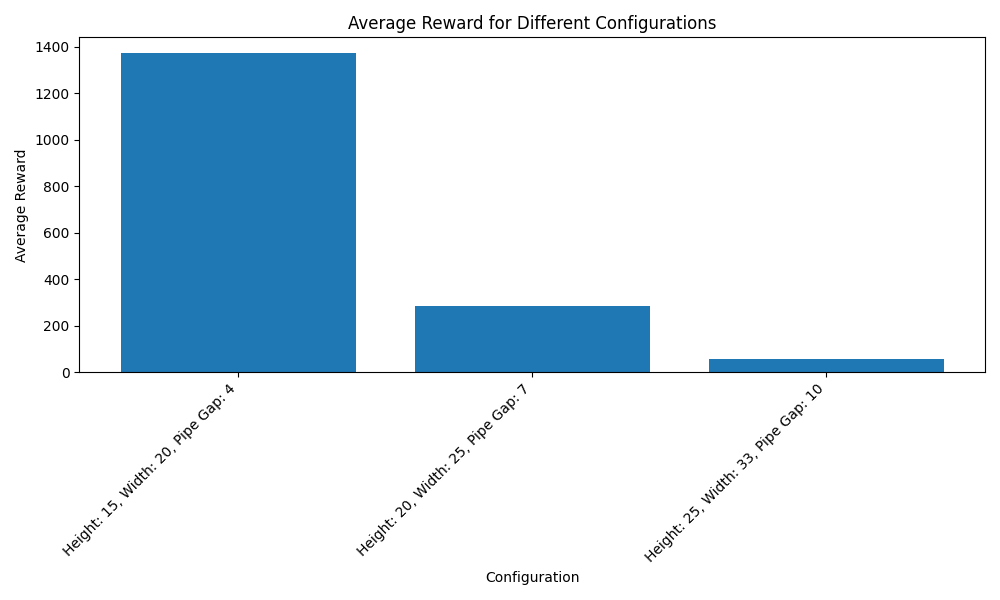 Average Reward for Different Configurations
Average Reward
1400
1200
1000
800
600
400
200
0
Height: 15, Width: 20, Pipe Gap: 4
Height: 20, Width: 25, Pipe Gap: 7
Height: 25, Width: 33, Pipe Gap: 10
Configuration